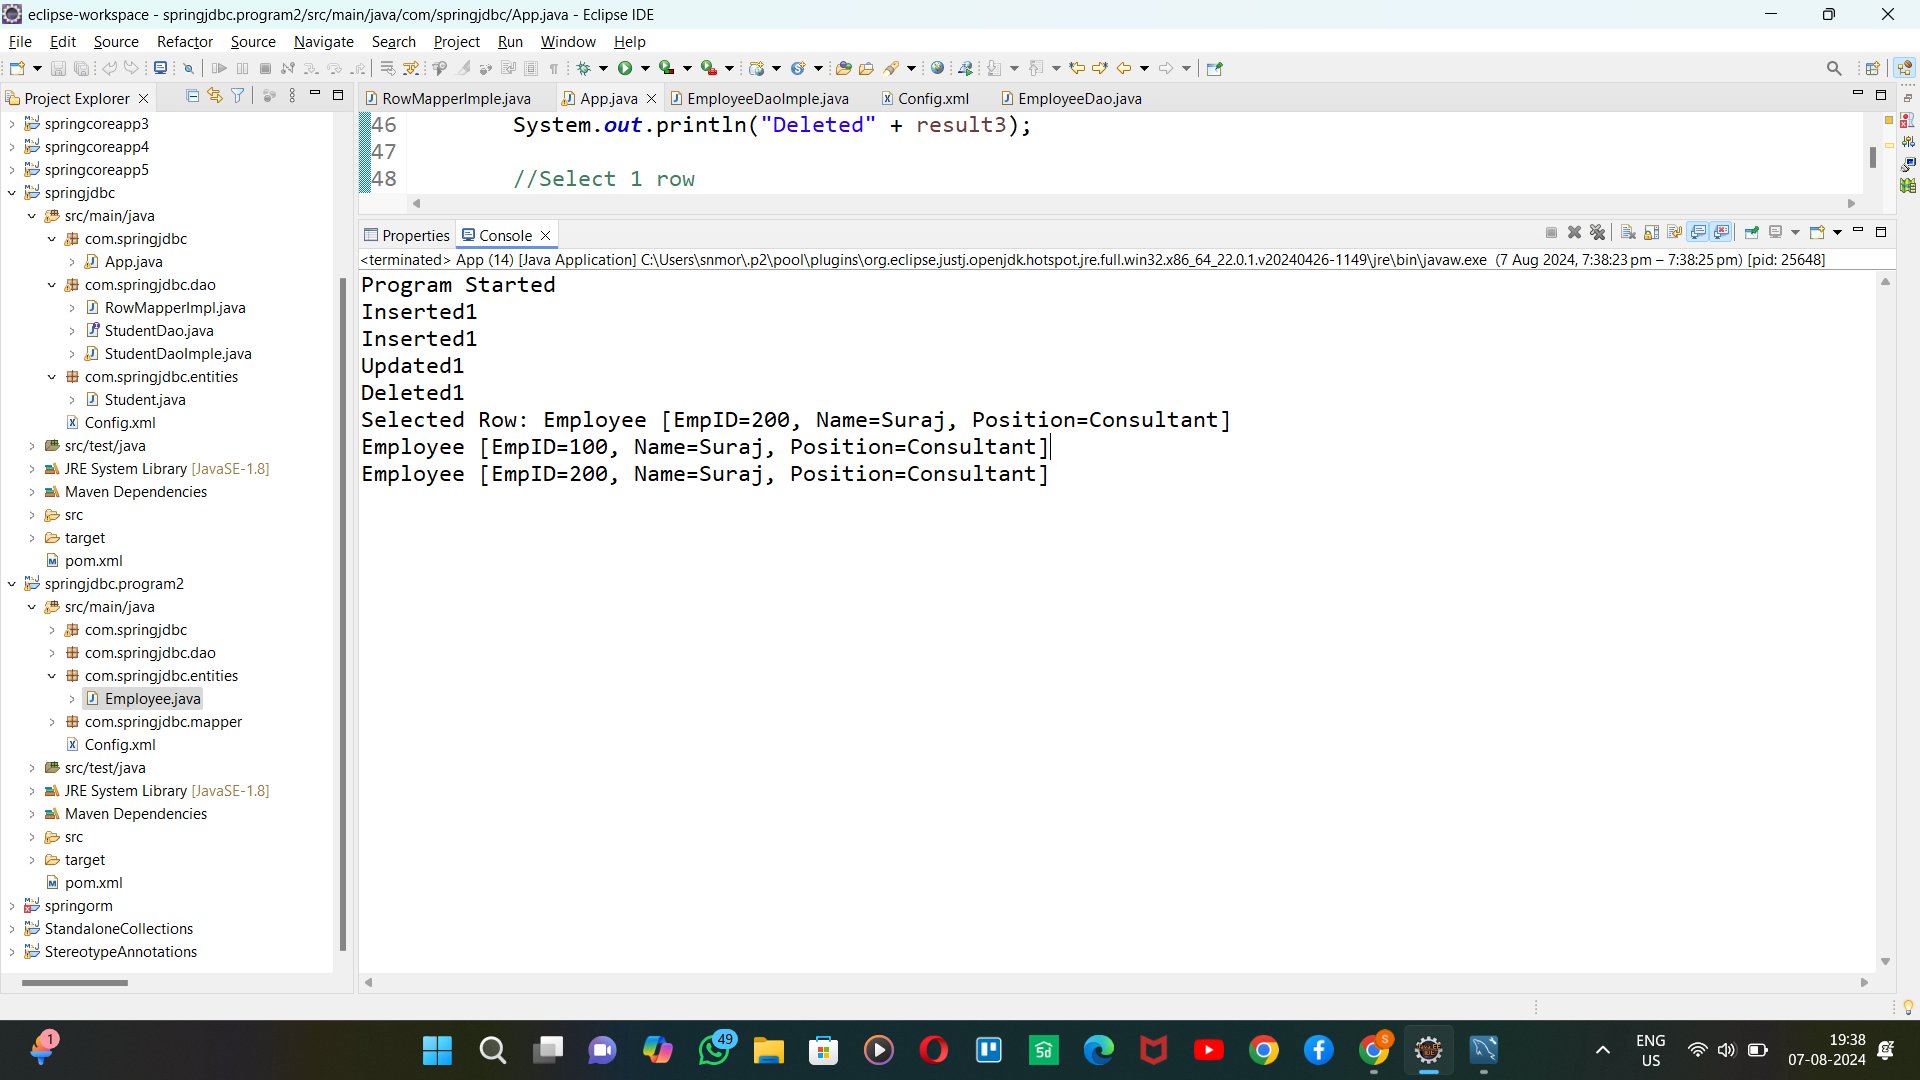 eclipse-workspace - springjdbc.program2/src/main/java/com/springjdbc/App.java - Eclipse IDE
File Edit Source Refactor Source Navigate Search Project Run Window Help
Project Explorer
springcoreapp3
springcoreapp4
springcoreapp5
springjdbc
src/main/java
com.springjdbc
App.java
com.springjdbc.dao
RowMapperImpl.java
StudentDao.java
StudentDaoImple.java
com.springjdbc.entities
Student.java
Config.xml
src/test/java
JRE System Library [JavaSE-1.8]
Maven Dependencies
src
target
pom.xml
springjdbc.program2
src/main/java
com.springjdbc
com.springjdbc.dao
com.springjdbc.entities
Employee.java
com.springjdbc.mapper
Config.xml
src/test/java
JRE System Library [JavaSE-1.8]
Maven Dependencies
src
target
pom.xml
springorm
StandaloneCollections
StereotypeAnnotations
RowMapperImple.java App.java EmployeeDaoImple.java Config.xml EmployeeDao.java
46 System.out.println("Deleted" + result3);
47
48 //Select 1 row
Properties Console
<terminated> App (14) [Java Application] C:\Users\snmor\.p2\pool\plugins\org.eclipse.justj.openjdk.hotspot.jre.full.win32.x86_64_22.0.1.v20240426-1149\jre\bin\javaw.exe (7 Aug 2024, 7:38:23 pm – 7:38:25 pm) [pid: 25648]
Program Started
Inserted1
Inserted1
Updated1
Deleted1
Selected Row: Employee [EmpID=200, Name=Suraj, Position=Consultant]
Employee [EmpID=100, Name=Suraj, Position=Consultant]
Employee [EmpID=200, Name=Suraj, Position=Consultant]
1
49
S
ENG
US
19:38
07-08-2024